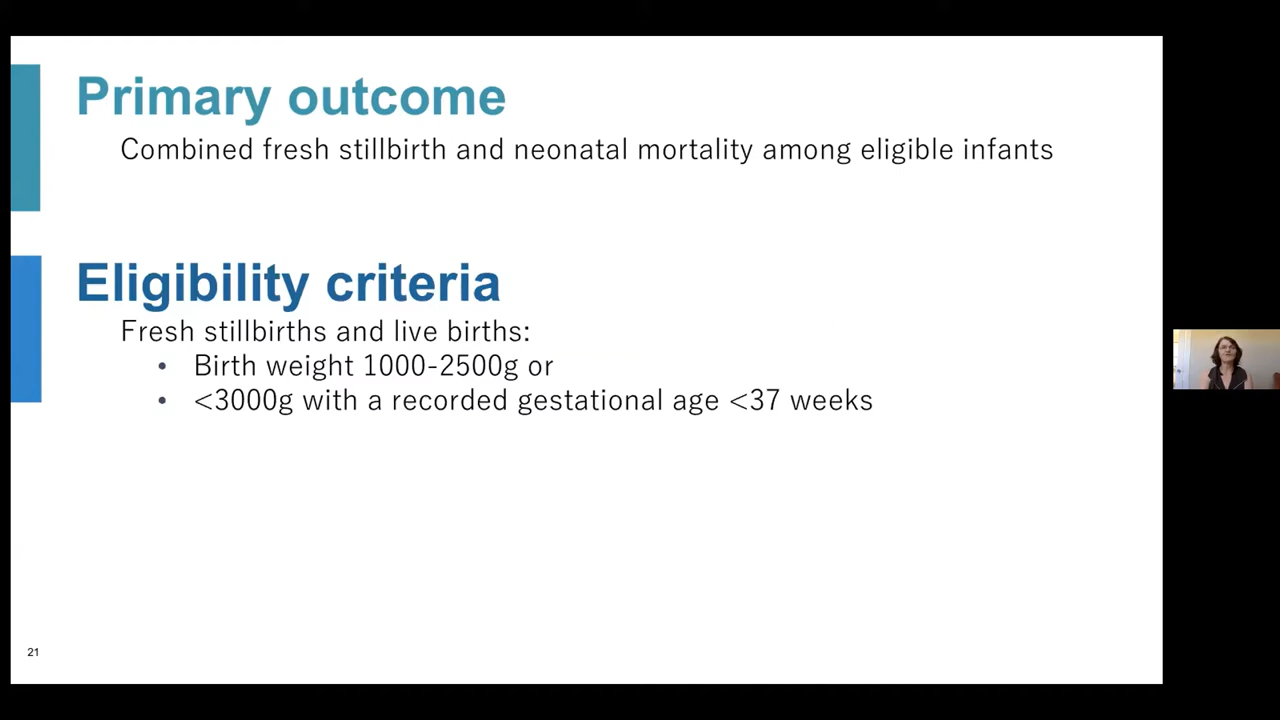 Primary outcome
Combined fresh stillbirth and neonatal mortality among eligible infants
Eligibility criteria
Fresh stillbirths and live births:
• Birth weight 1000-2500g or
• <3000g with a recorded gestational age <37 weeks
21